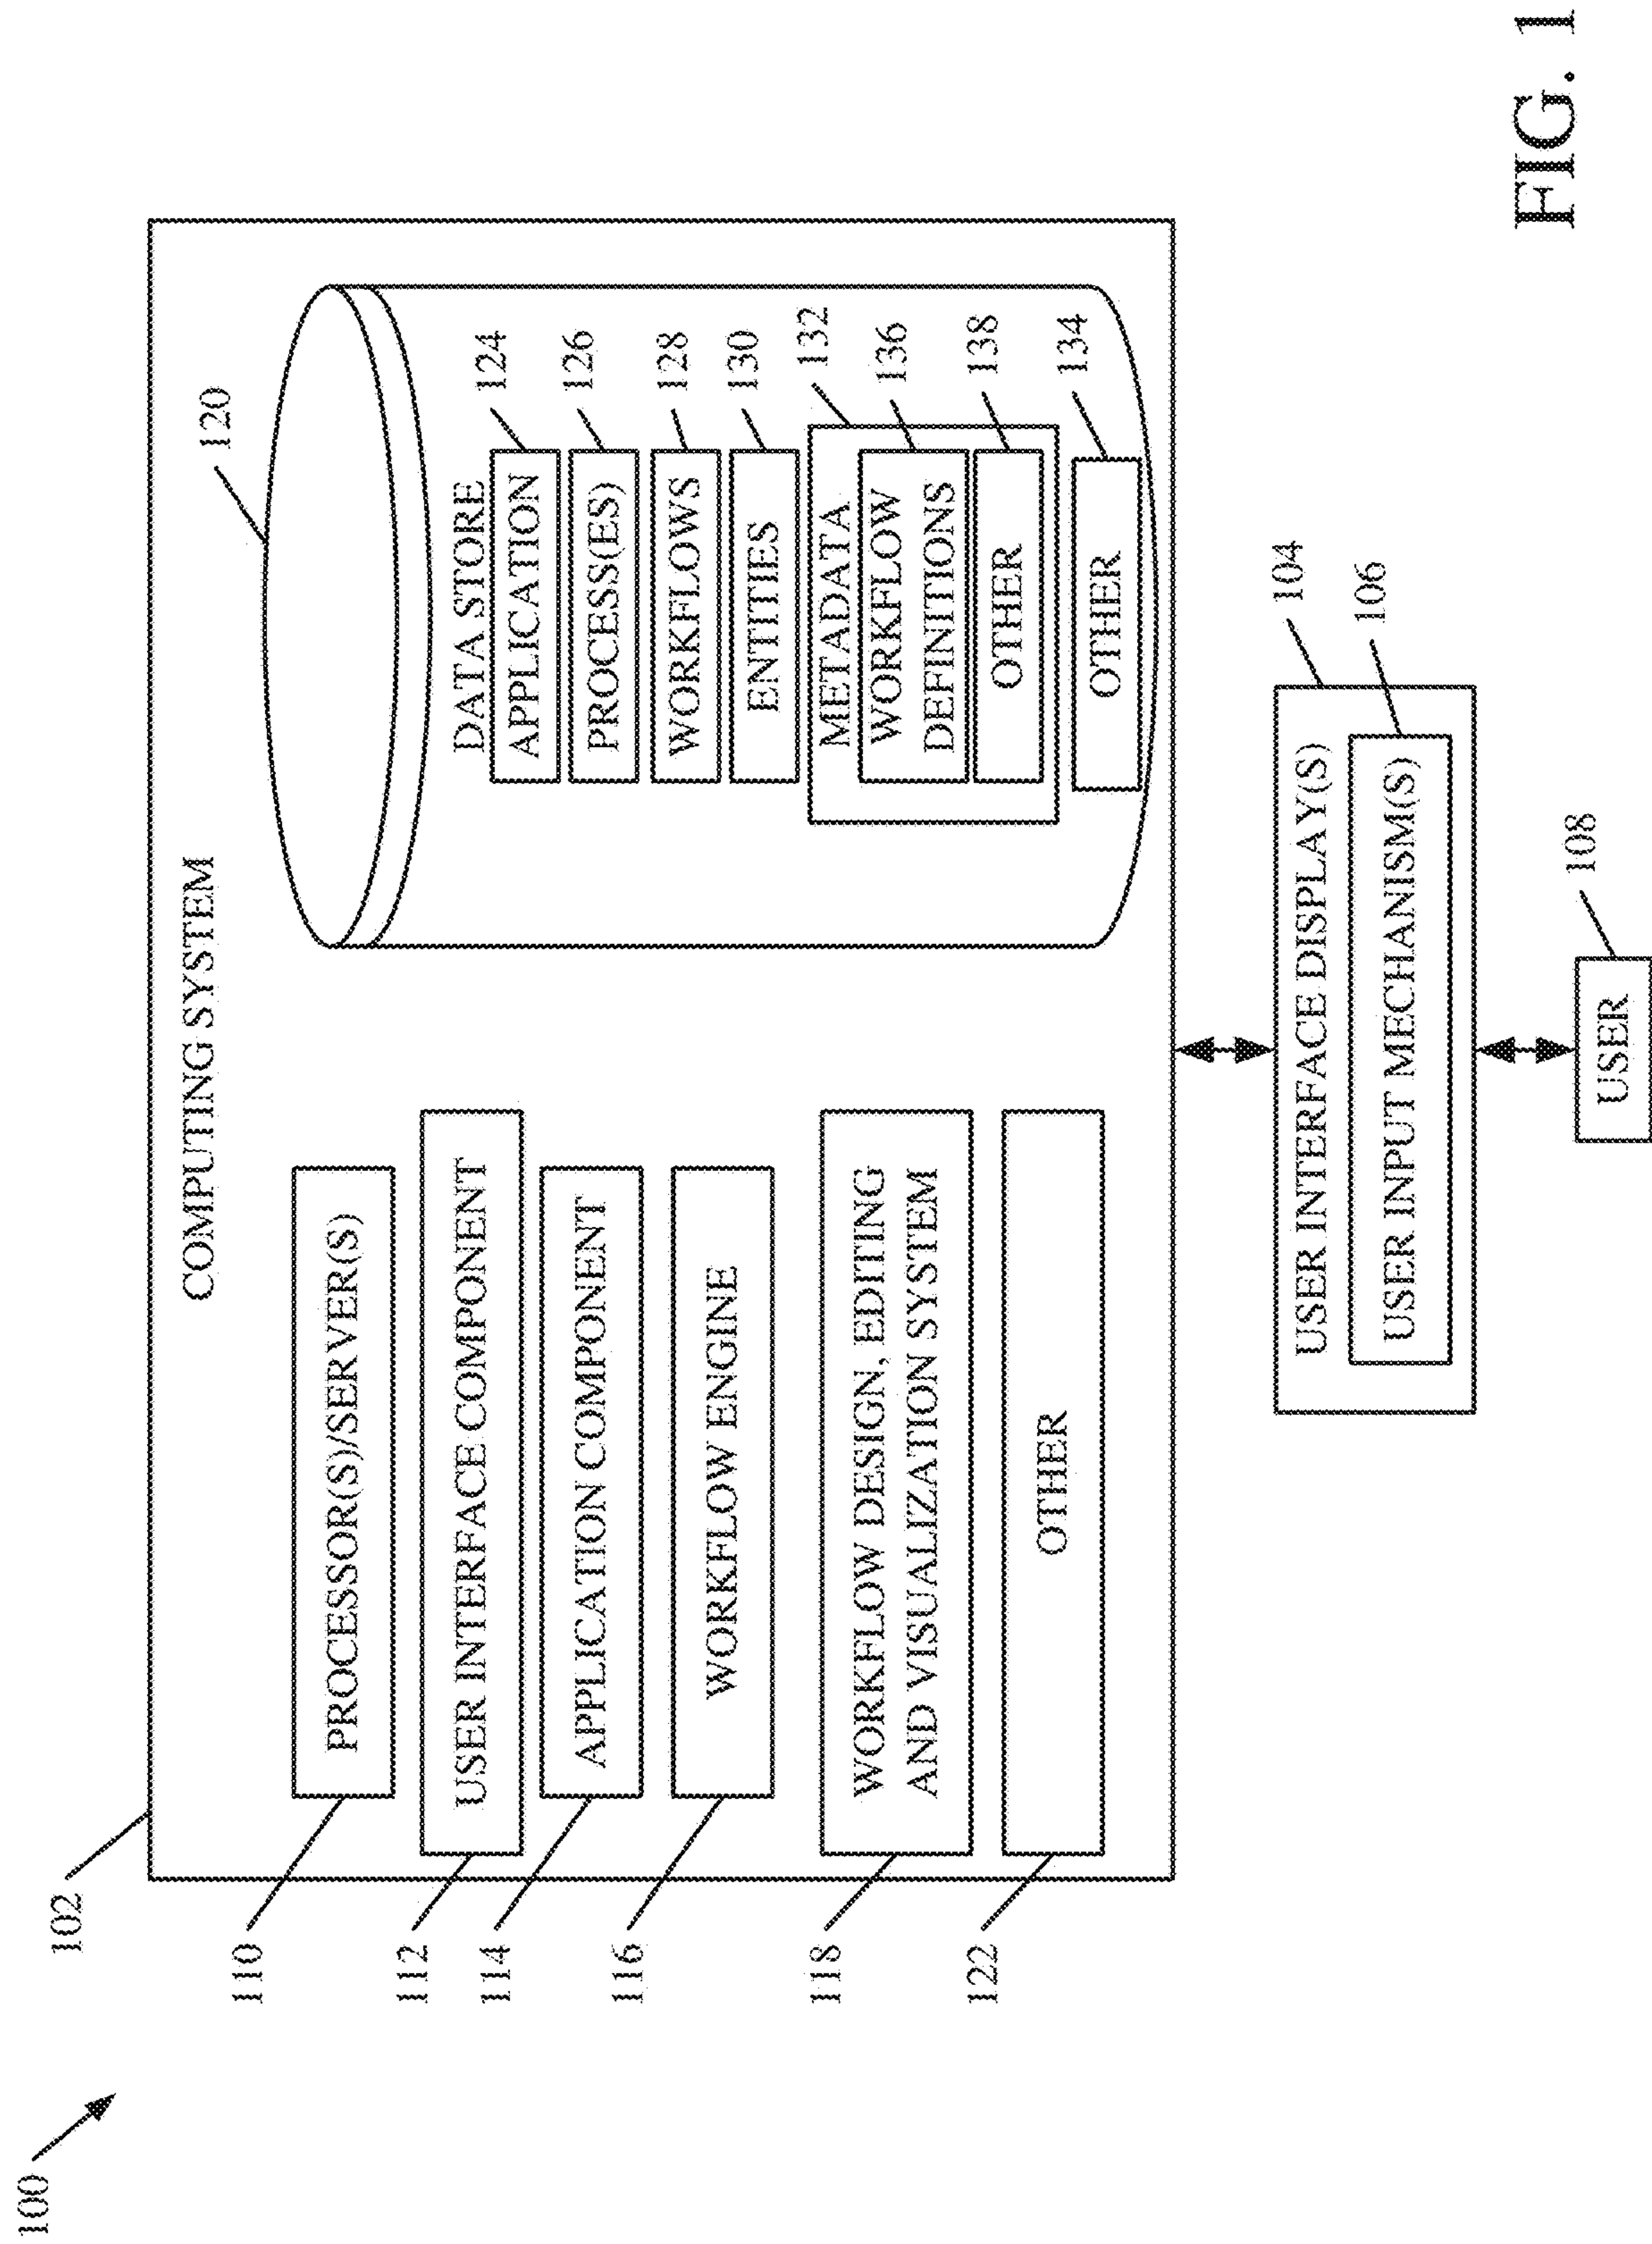 100
102
COMPUTING SYSTEM
120
110
PROCESSOR(S)/SERVER(S)
112
USER INTERFACE COMPONENT
114
APPLICATION COMPONENT
116
WORKFLOW ENGINE
118
WORKFLOW DESIGN, EDITING
AND VISUALIZATION SYSTEM
122
OTHER
DATA STORE
APPLICATION
124
PROCESS(ES)
126
WORKFLOWS
128
ENTITIES
130
METADATA
132
WORKFLOW
DEFINITIONS
136
OTHER
138
OTHER
134
USER INTERFACE DISPLAY(S)
104
USER INPUT MECHANISM(S)
106
USER
108
FIG. 1